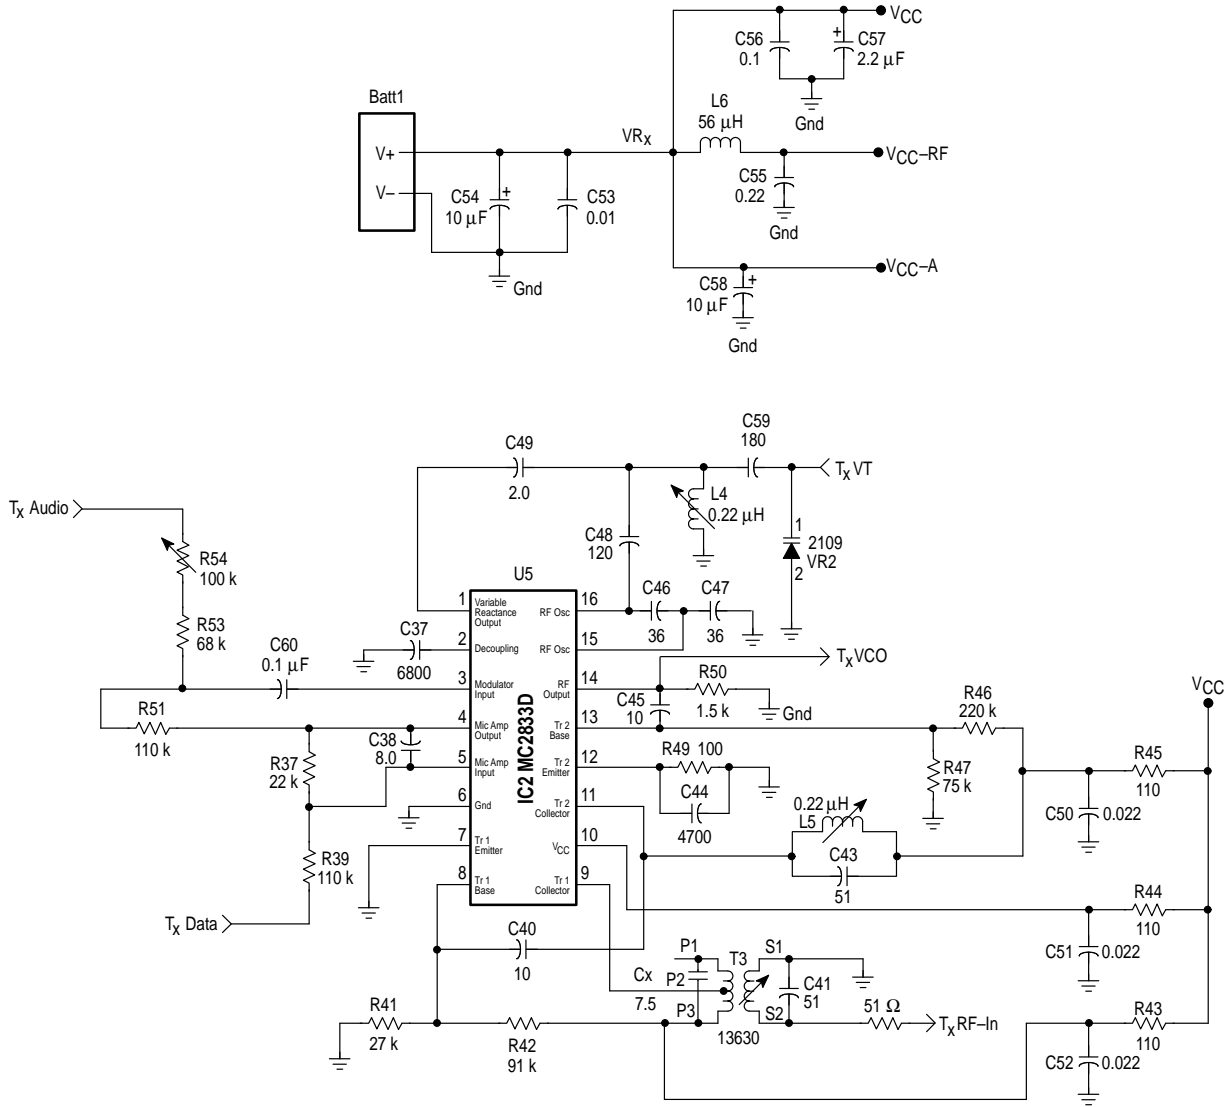 VCC
C56
0.1
+
C57
2.2 µF
Gnd
Batt1
V+
V–
C54
10 µF
+
C53
0.01
Gnd
VRx
L6
56 µH
VCC–RF
C55
0.22
Gnd
VCC–A
C58
10 µF
+
Gnd
C49
2.0
C59
180
Tx VT
L4
0.22 µH
C48
120
1
2109
VR2
2
Tx Audio
R54
100 k
R53
68 k
C60
0.1 µF
R51
110 k
R37
22 k
C38
8.0
R39
110 k
Tx Data
C37
6800
U5
IC2 MC2833D
1
Variable
Reactance
Output
2
Decoupling
3
Modulator
Input
4
Mic Amp
Output
5
Mic Amp
Input
6
Gnd
7
Tr 1
Emitter
8
Tr 1
Base
16
RF Osc
15
RF Osc
14
RF
Output
13
Tr 2
Base
12
Tr 2
Emitter
11
Tr 2
Collector
10
VCC
9
Tr 1
Collector
C46
36
C47
36
TxVCO
R50
1.5 k
Gnd
C45
10
R49 100
C44
4700
R46
220 k
R47
75 k
VCC
R45
110
C50
0.022
0.22 µH
L5
C43
51
R44
110
C51
0.022
C40
10
R41
27 k
R42
91 k
Cx
7.5
P1
P2
P3
T3
13630
S1
S2
C41
51
51 Ω
TxRF–In
R43
110
C52
0.022